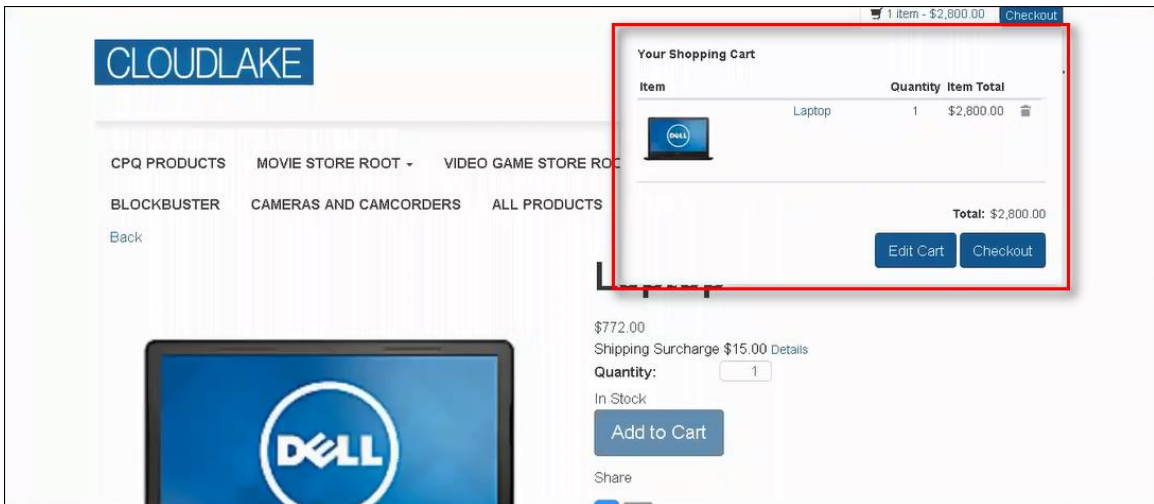 1 item - $2,800.00 Checkout
CLOUDLAKE
Your Shopping Cart
Item Quantity Item Total
Laptop 1 $2,800.00
DELL
Total: $2,800.00
Edit Cart Checkout
CPQ PRODUCTS MOVIE STORE ROOT VIDEO GAME STORE
BLOCKBUSTER CAMERAS AND CAMCORDERS ALL PRODUCTS
Back
Laptop
$772.00
Shipping Surcharge $15.00 Details
Quantity: 1
In Stock
Add to Cart
Share
DELL